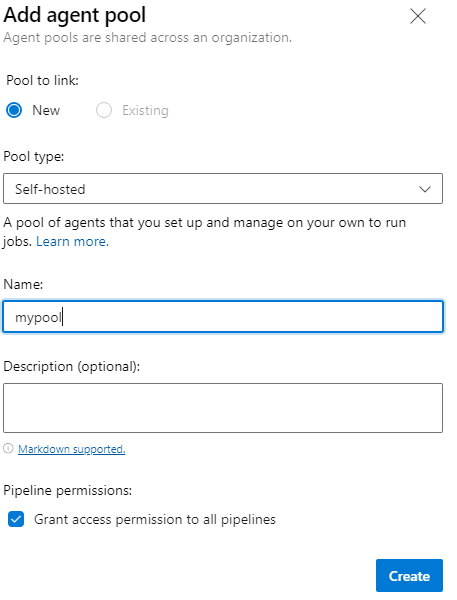 Add agent pool
Agent pools are shared across an organization.
Pool to link:
New Existing
Pool type:
Self-hosted
A pool of agents that you set up and manage on your own to run
jobs. Learn more.
Name:
mypool
Description (optional):
Markdown supported.
Pipeline permissions:
Grant access permission to all pipelines
Create